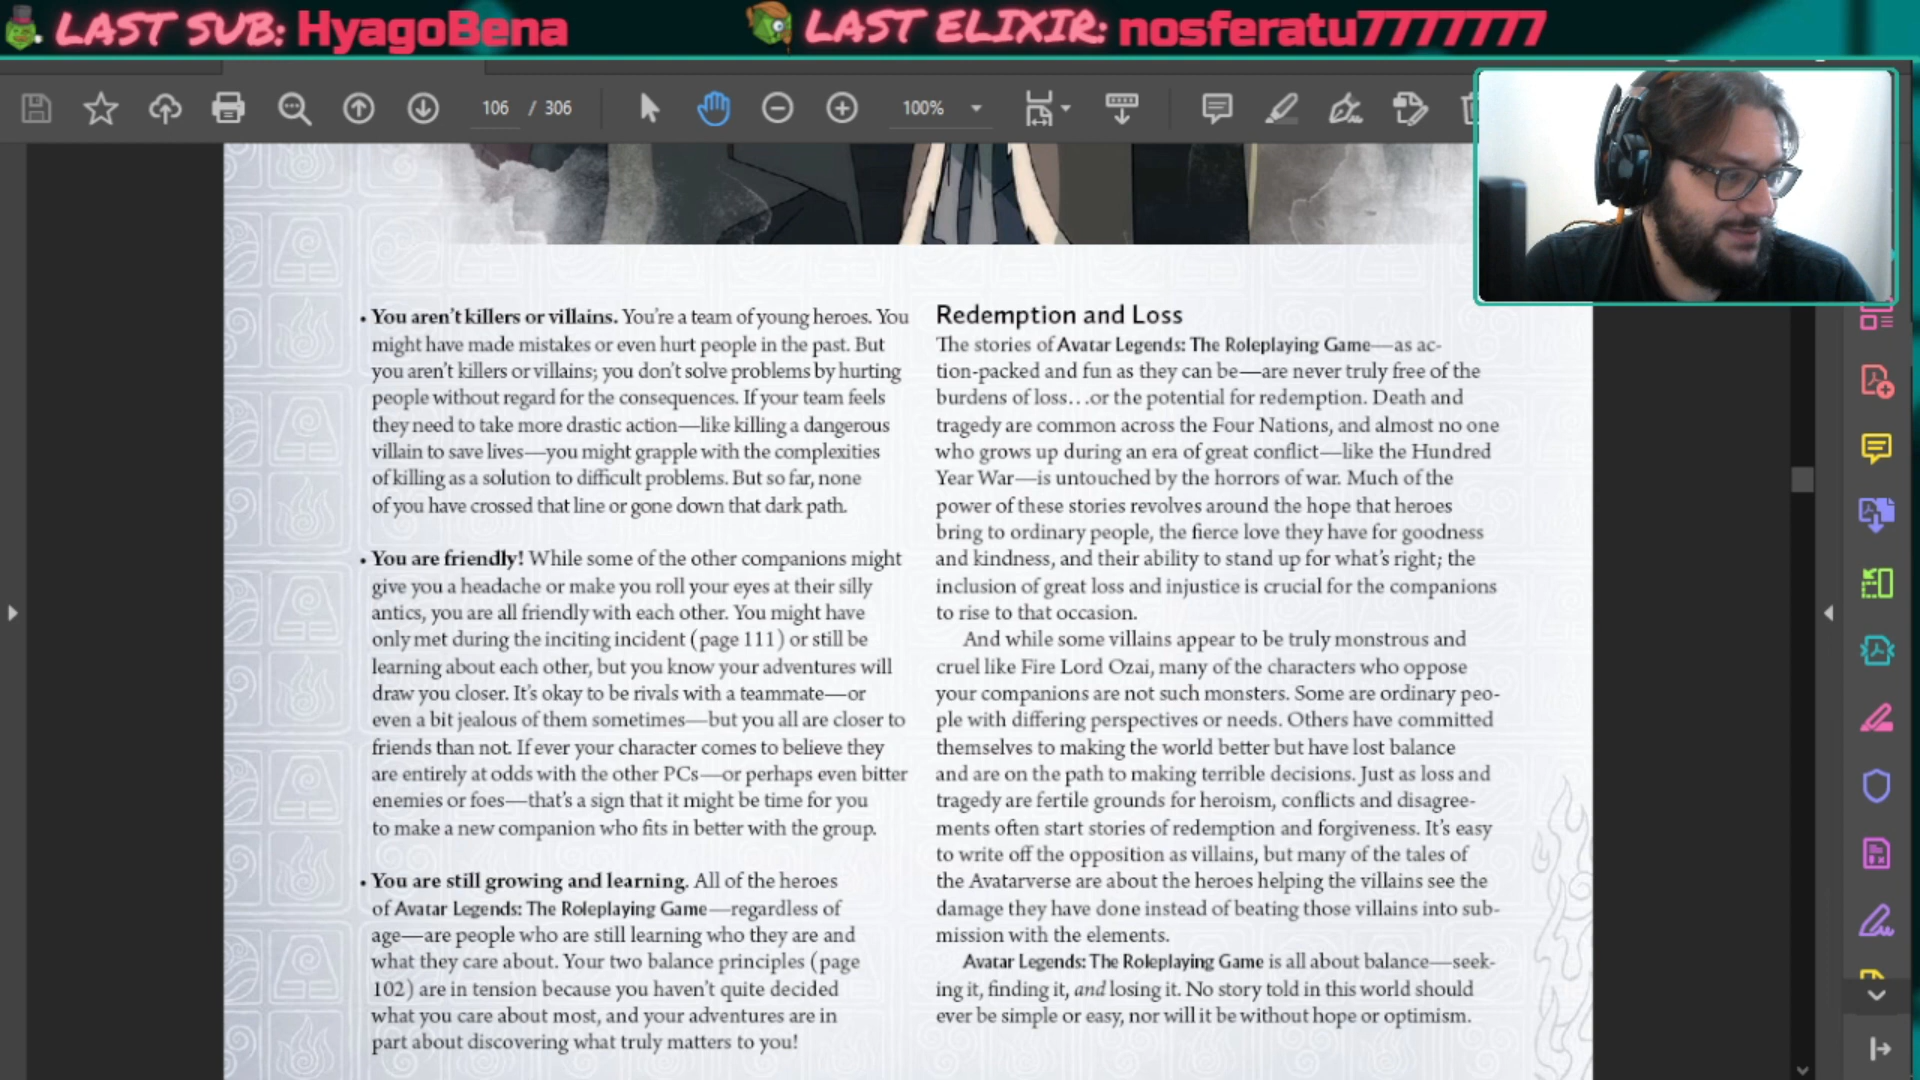 LAST SUB: HyagoBena
LAST ELIXIR: nosferatu7777777
106 / 306
100%
• You aren't killers or villains. You're a team of young heroes. You
might have made mistakes or even hurt people in the past. But
you aren't killers or villains; you don't solve problems by hurting
people without regard for the consequences. If your team feels
they need to take more drastic action—like killing a dangerous
villain to save lives—you might grapple with the complexities
of killing as a solution to difficult problems. But so far, none
of you have crossed that line or gone down that dark path.
• You are friendly! While some of the other companions might
give you a headache or make you roll your eyes at their silly
antics, you are all friendly with each other. You might have
only met during the inciting incident (page 111) or still be
learning about each other, but you know your adventures will
draw you closer. It's okay to be rivals with a teammate—or
even a bit jealous of them sometimes—but you all are closer to
friends than not. If ever your character comes to believe they
are entirely at odds with the other PCs—or perhaps even bitter
enemies or foes—that's a sign that it might be time for you
to make a new companion who fits in better with the group.
• You are still growing and learning. All of the heroes
of Avatar Legends: The Roleplaying Game—regardless of
age—are people who are still learning who they are and
what they care about. Your two balance principles (page
102) are in tension because you haven't quite decided
what you care about most, and your adventures are in
part about discovering what truly matters to you!
Redemption and Loss
The stories of Avatar Legends: The Roleplaying Game—as ac-
tion-packed and fun as they can be—are never truly free of the
burdens of loss…or the potential for redemption. Death and
tragedy are common across the Four Nations, and almost no one
who grows up during an era of great conflict—like the Hundred
Year War—is untouched by the horrors of war. Much of the
power of these stories revolves around the hope that heroes
bring to ordinary people, the fierce love they have for goodness
and kindness, and their ability to stand up for what's right; the
inclusion of great loss and injustice is crucial for the companions
to rise to that occasion.
And while some villains appear to be truly monstrous and
cruel like Fire Lord Ozai, many of the characters who oppose
your companions are not such monsters. Some are ordinary peo-
ple with differing perspectives or needs. Others have committed
themselves to making the world better but have lost balance
and are on the path to making terrible decisions. Just as loss and
tragedy are fertile grounds for heroism, conflicts and disagree-
ments often start stories of redemption and forgiveness. It's easy
to write off the opposition as villains, but many of the tales of
the Avatarverse are about the heroes helping the villains see the
damage they have done instead of beating those villains into sub-
mission with the elements.
Avatar Legends: The Roleplaying Game is all about balance—seek-
ing it, finding it, and losing it. No story told in this world should
ever be simple or easy, nor will it be without hope or optimism.